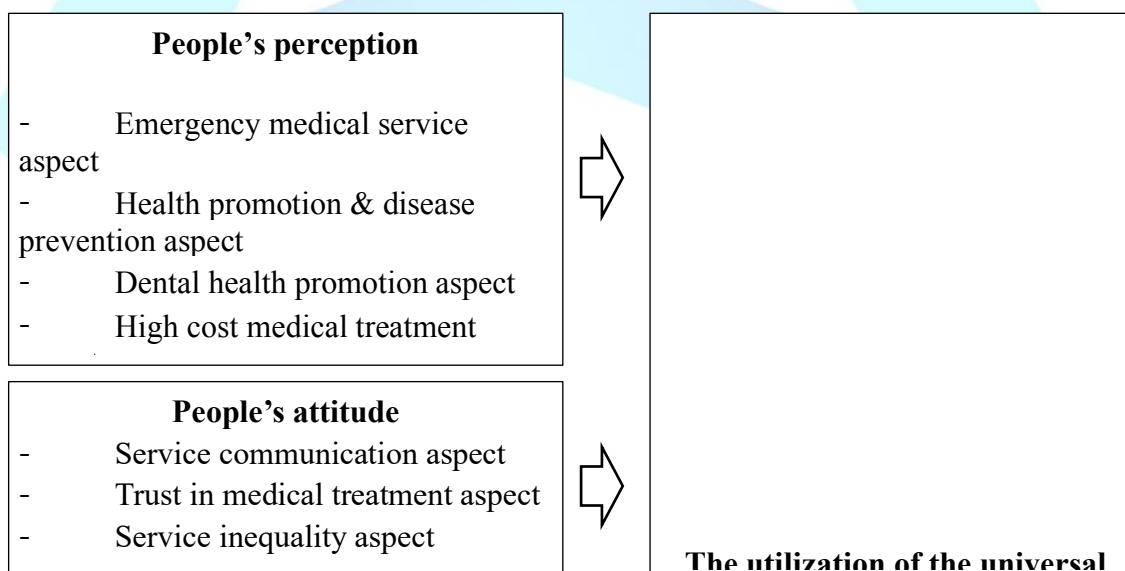 People’s perception
- Emergency medical service
aspect
- Health promotion & disease
prevention aspect
- Dental health promotion aspect
- High cost medical treatment
People’s attitude
- Service communication aspect
- Trust in medical treatment aspect
- Service inequality aspect
The utilization of the universal